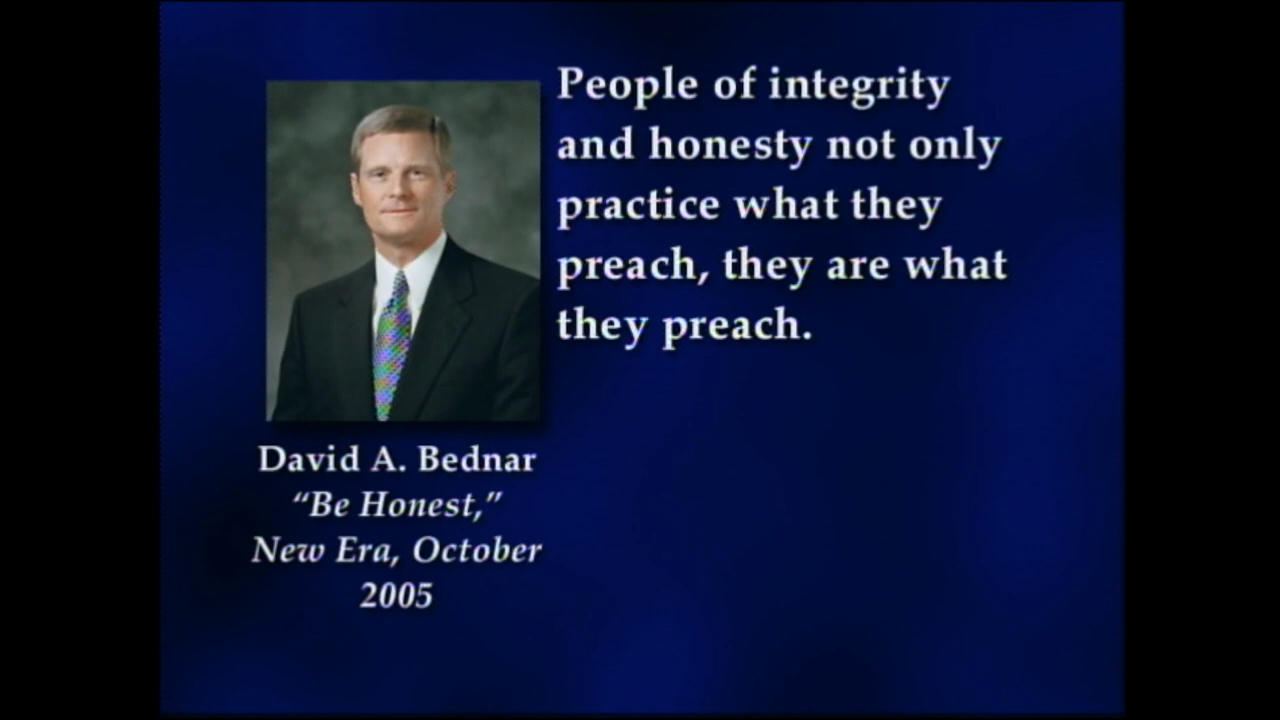 People of integrity
and honesty not only
practice what they
preach, they are what
they preach.
David A. Bednar
“Be Honest,”
New Era, October
2005